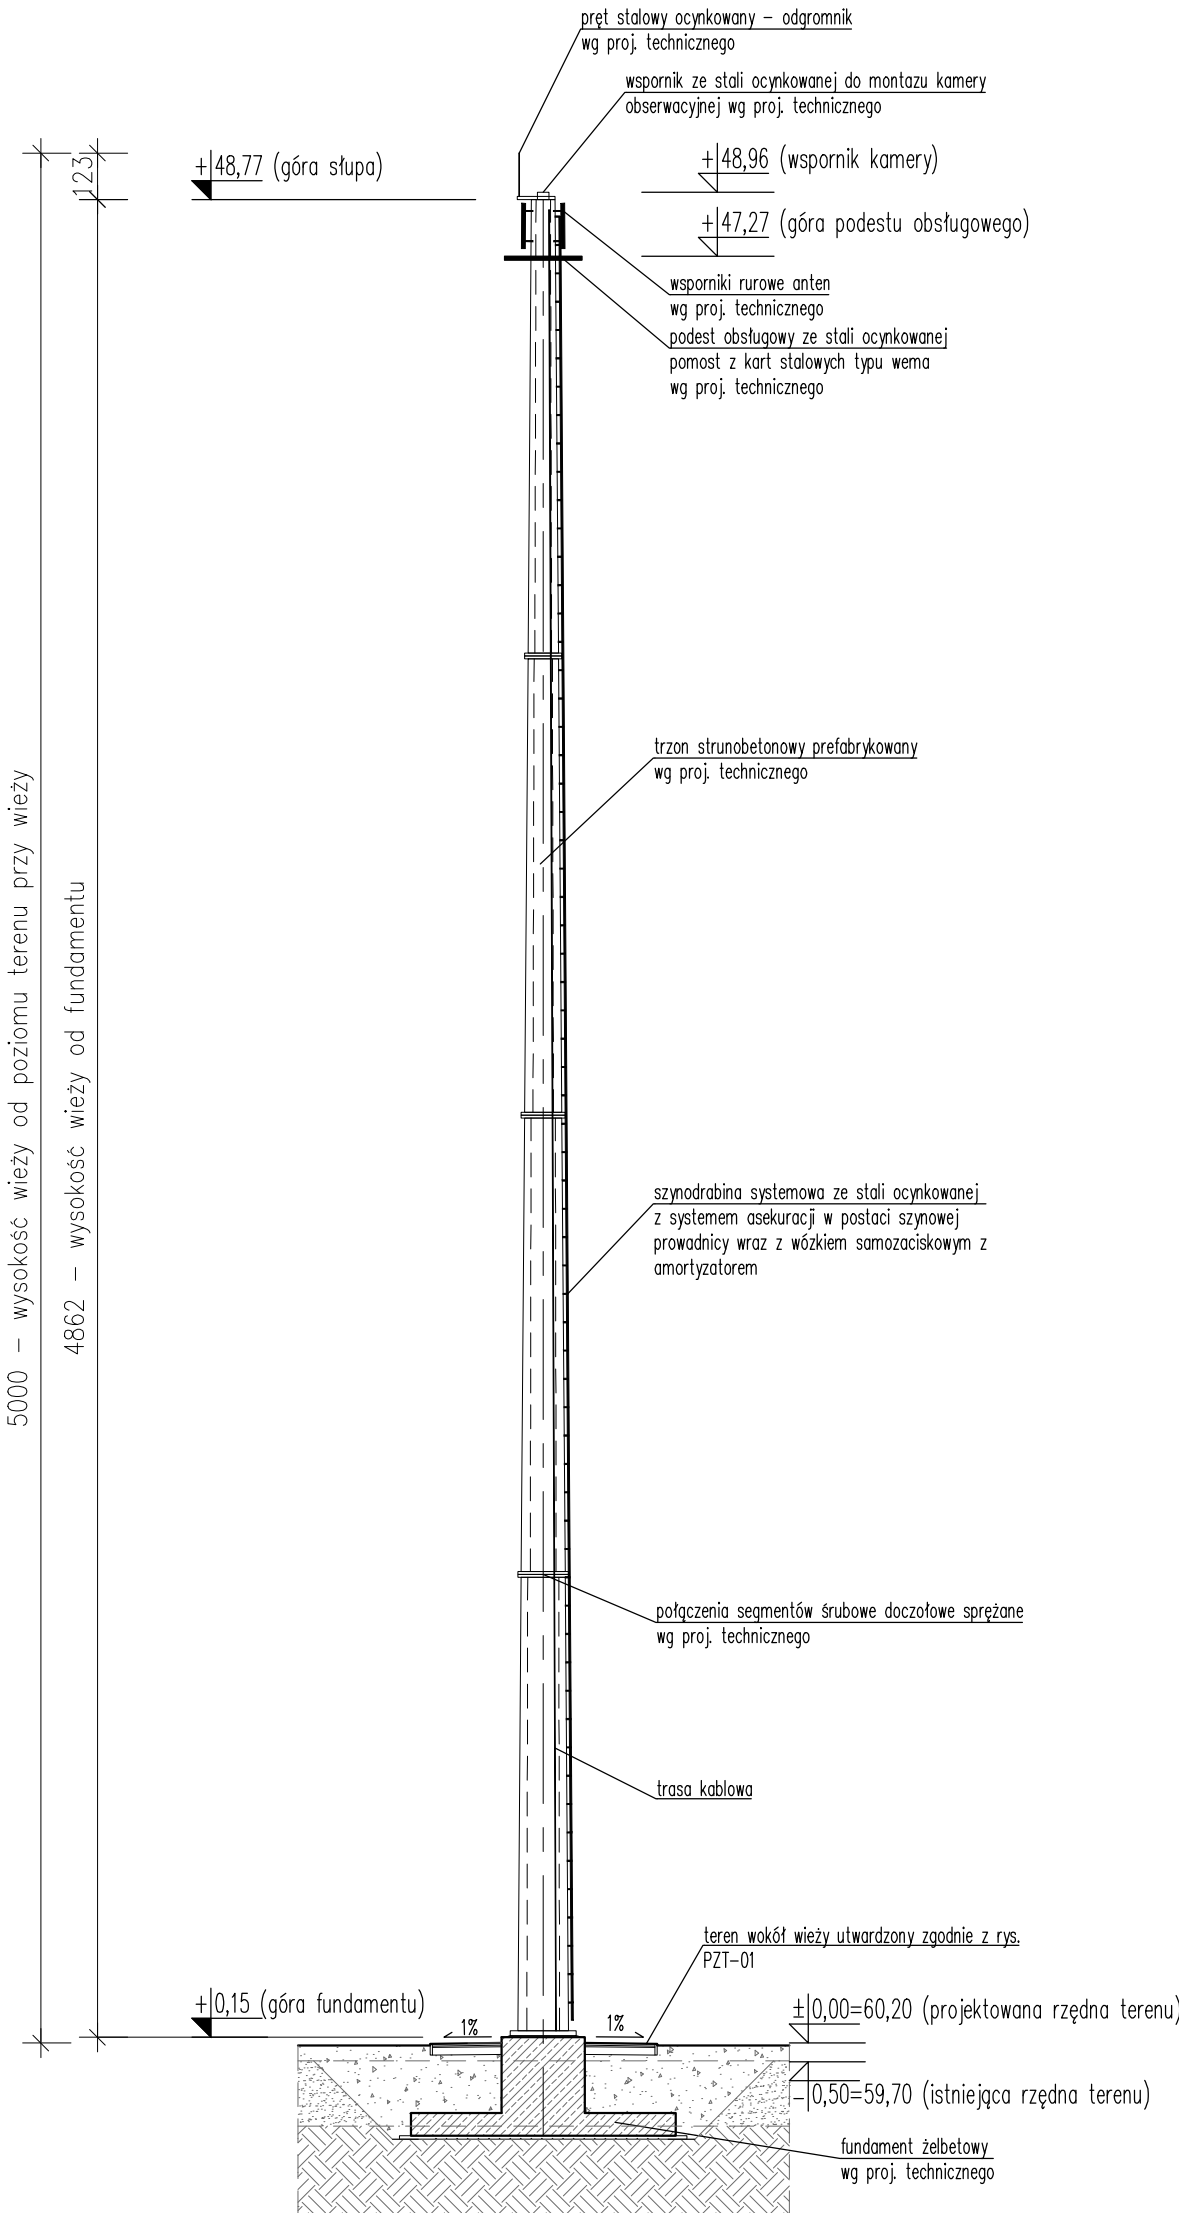 pręt stalowy ocynkowany – odgromnik
wg proj. technicznego
wspornik ze stali ocynkowanej do montazu kamery
obserwacyjnej wg proj. technicznego
123
+48,77 (góra słupa)
+48,96 (wspornik kamery)
+47,27 (góra podestu obsługowego)
wsporniki rurowe anten
wg proj. technicznego
podest obsługowy ze stali ocynkowanej
pomost z kart stalowych typu wema
wg proj. technicznego
trzon strunobetonowy prefabrykowany
wg proj. technicznego
5000 – wysokość wieży od poziomu terenu przy wieży
4862 – wysokość wieży od fundamentu
szynodrabina systemowa ze stali ocynkowanej
z systemem asekuracji w postaci szynowej
prowadnicy wraz z wózkiem samozaciskowym z
amortyzatorem
połączenia segmentów śrubowe doczołowe sprężane
wg proj. technicznego
trasa kablowa
teren wokół wieży utwardzony zgodnie z rys.
PZT–01
+0,15 (góra fundamentu)
1%
1%
±0,00=60,20 (projektowana rzędna terenu)
–0,50=59,70 (istniejąca rzędna terenu)
fundament żelbetowy
wg proj. technicznego